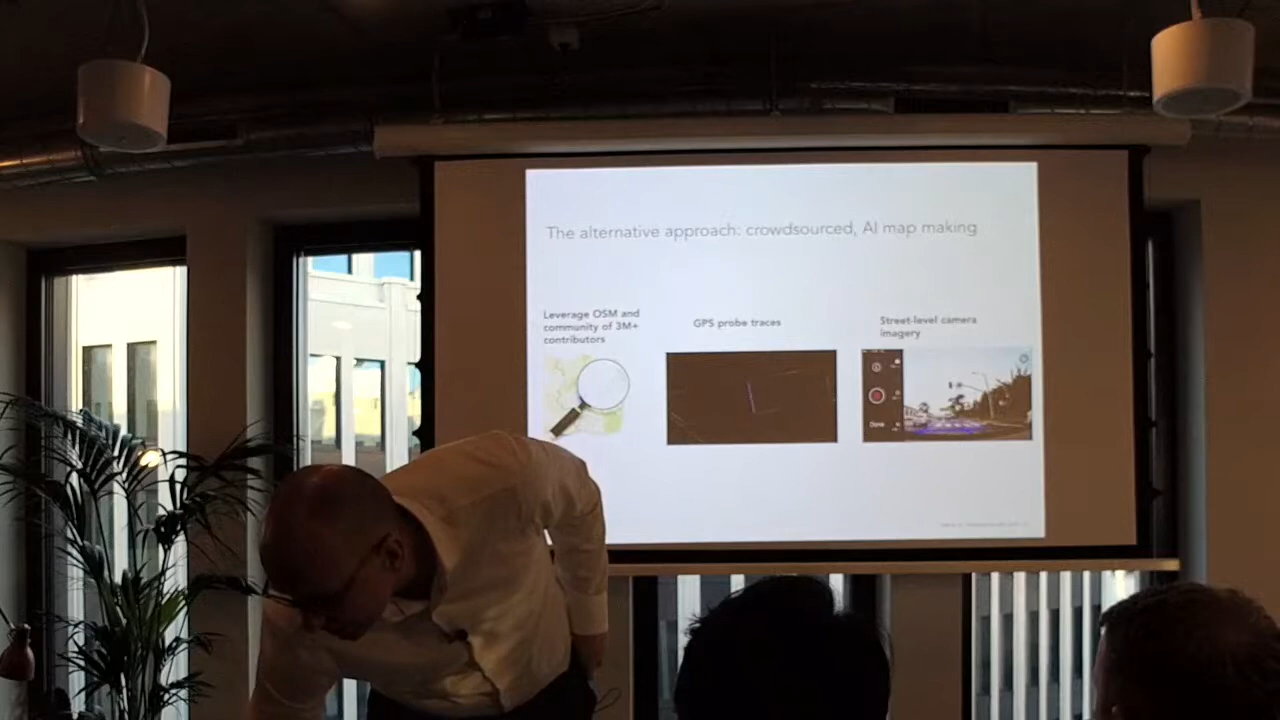 The alternative approach: crowdsourced, AI map making
Leverage OSM and
community of 3M+
contributors
GPS probe traces
Street-level camera
imagery
Done